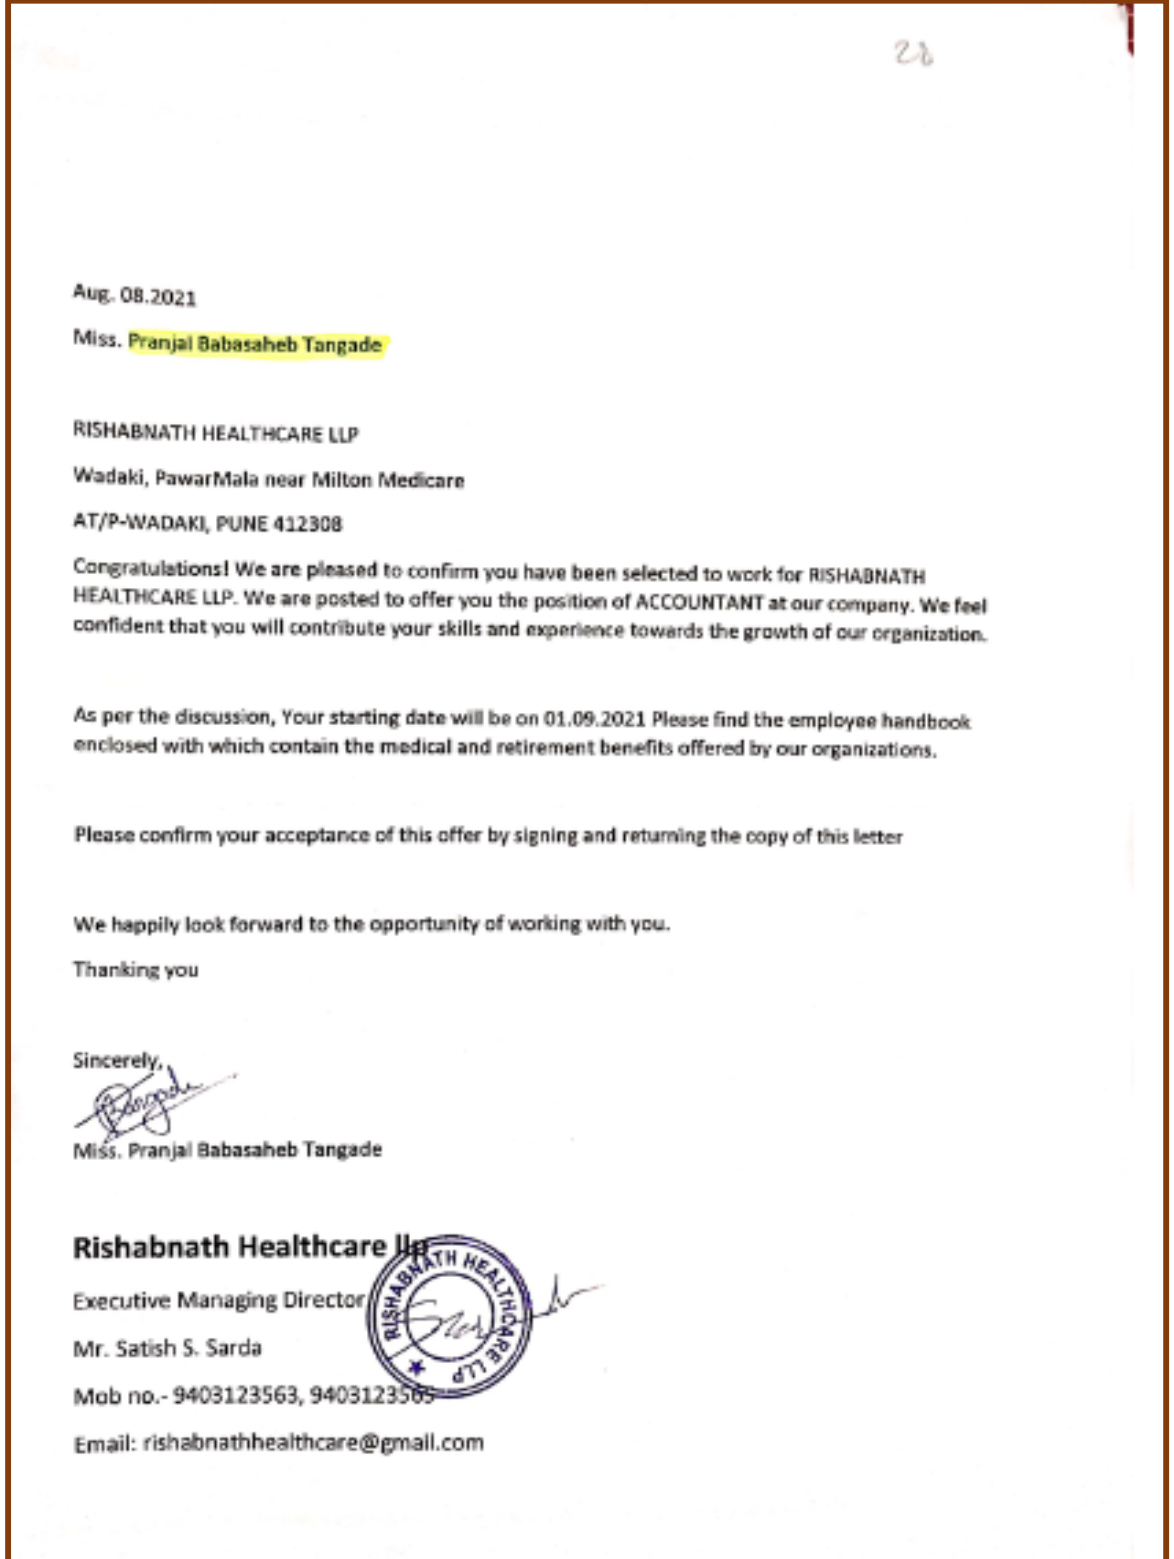 28
Aug. 08.2021
Miss. Pranjal Babasaheb Tangade
RISHABNATH HEALTHCARE LLP
Wadaki, PawarMala near Milton Medicare
AT/P-WADAKI, PUNE 412308
Congratulations! We are pleased to confirm you have been selected to work for RISHABNATH
HEALTHCARE LLP. We are posted to offer you the position of ACCOUNTANT at our company. We feel
confident that you will contribute your skills and experience towards the growth of our organization.
As per the discussion, Your starting date will be on 01.09.2021 Please find the employee handbook
enclosed with which contain the medical and retirement benefits offered by our organizations.
Please confirm your acceptance of this offer by signing and returning the copy of this letter
We happily look forward to the opportunity of working with you.
Thanking you
Sincerely,
Miss. Pranjal Babasaheb Tangade
Rishabnath Healthcare llp
RISHABNATH HEALTHCARE LLP
Executive Managing Director
Mr. Satish S. Sarda
Mob no.- 9403123563, 9403123565
Email: rishabnathhealthcare@gmail.com